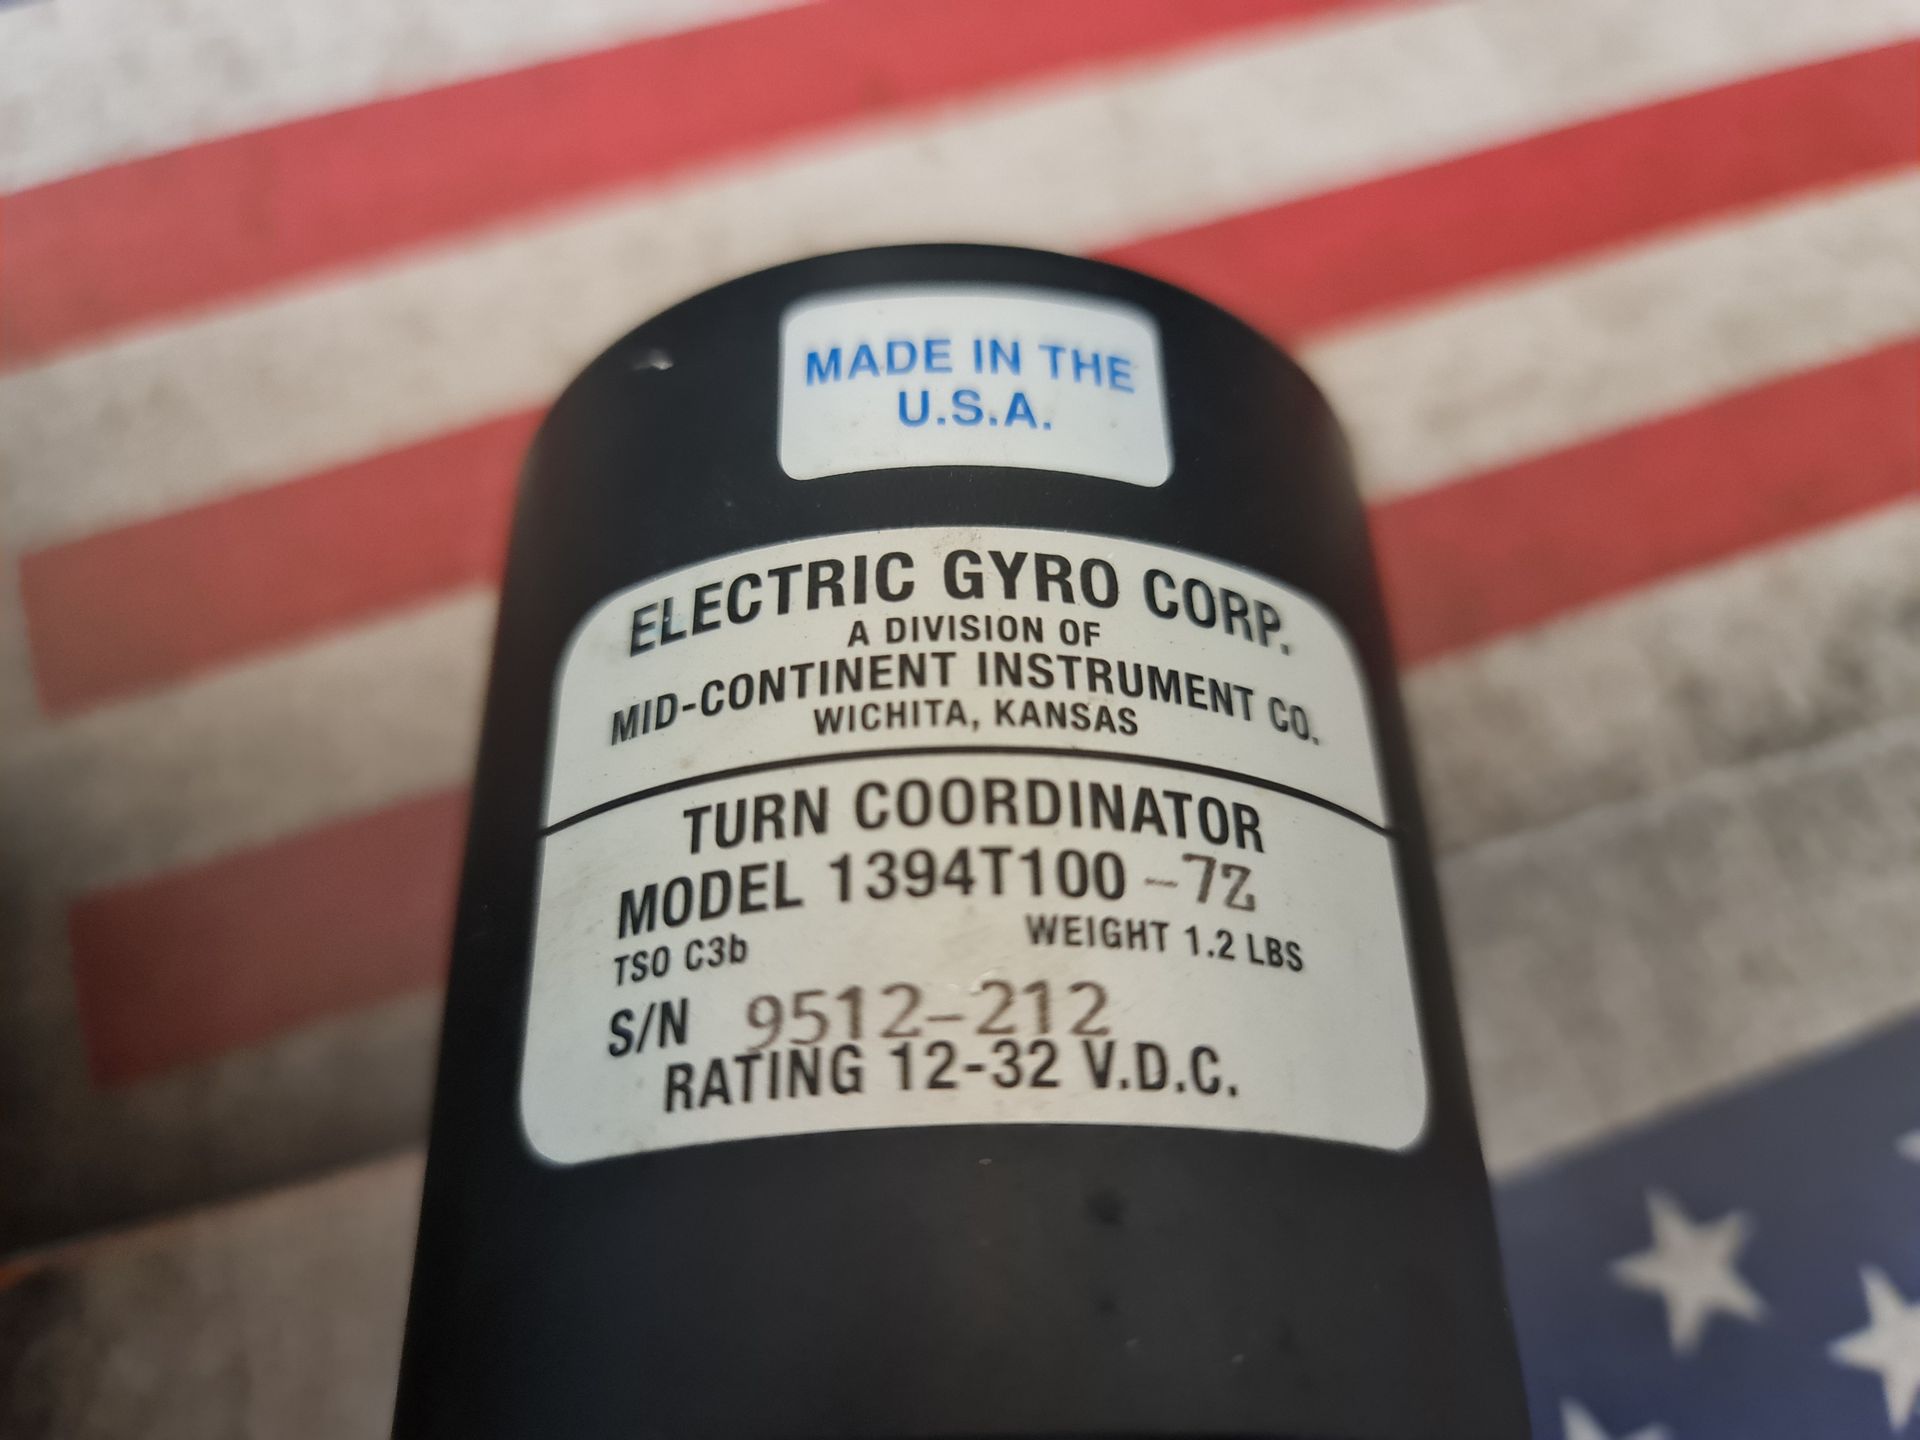 MADE IN THE
U.S.A.
ELECTRIC GYRO CORP.
A DIVISION OF
MID-CONTINENT INSTRUMENT CO.
WICHITA, KANSAS
TURN COORDINATOR
MODEL 1394T100 -7Z
TSO C3b WEIGHT 1.2 LBS
S/N 9512-212
RATING 12-32 V.D.C.